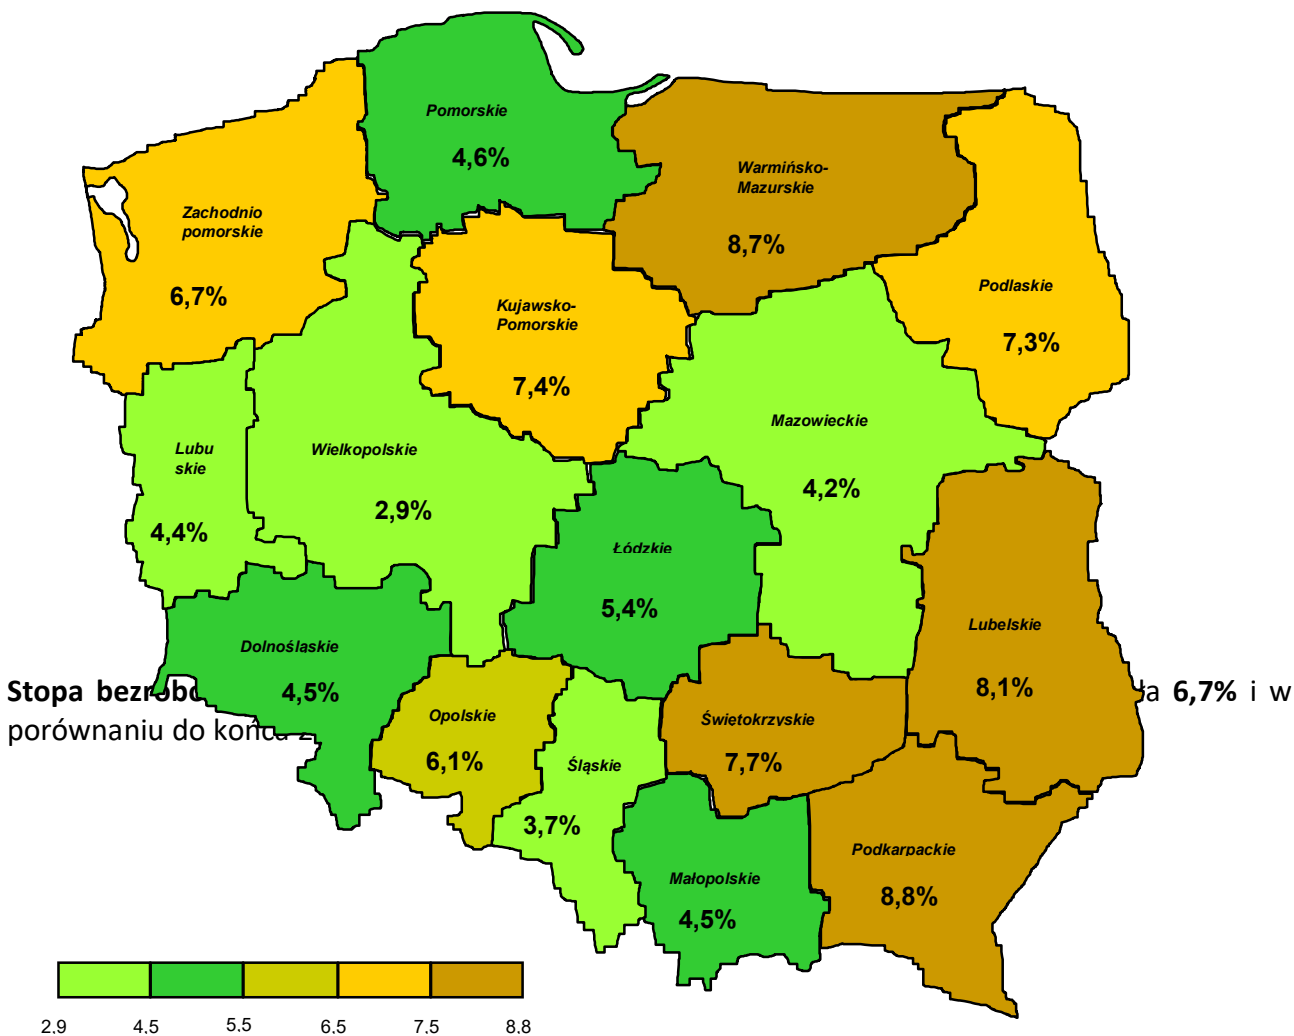 Pomorskie
4,6%
Warmińsko-
Mazurskie
8,7%
Zachodnio
pomorskie
6,7%
Podlaskie
7,3%
Kujawsko-
Pomorskie
7,4%
Mazowieckie
4,2%
Lubu
skie
4,4%
Wielkopolskie
2,9%
Łódzkie
5,4%
Lubelskie
8,1%
Dolnośląskie
4,5%
Stopa 6,7% i w
porównaniu do końca
Opolskie
6,1%
Śląskie
3,7%
Świetokrzyskie
7,7%
Małopolskie
4,5%
Podkarpackie
8,8%
2,9 4,5 5,5 6,5 7,5 8,8